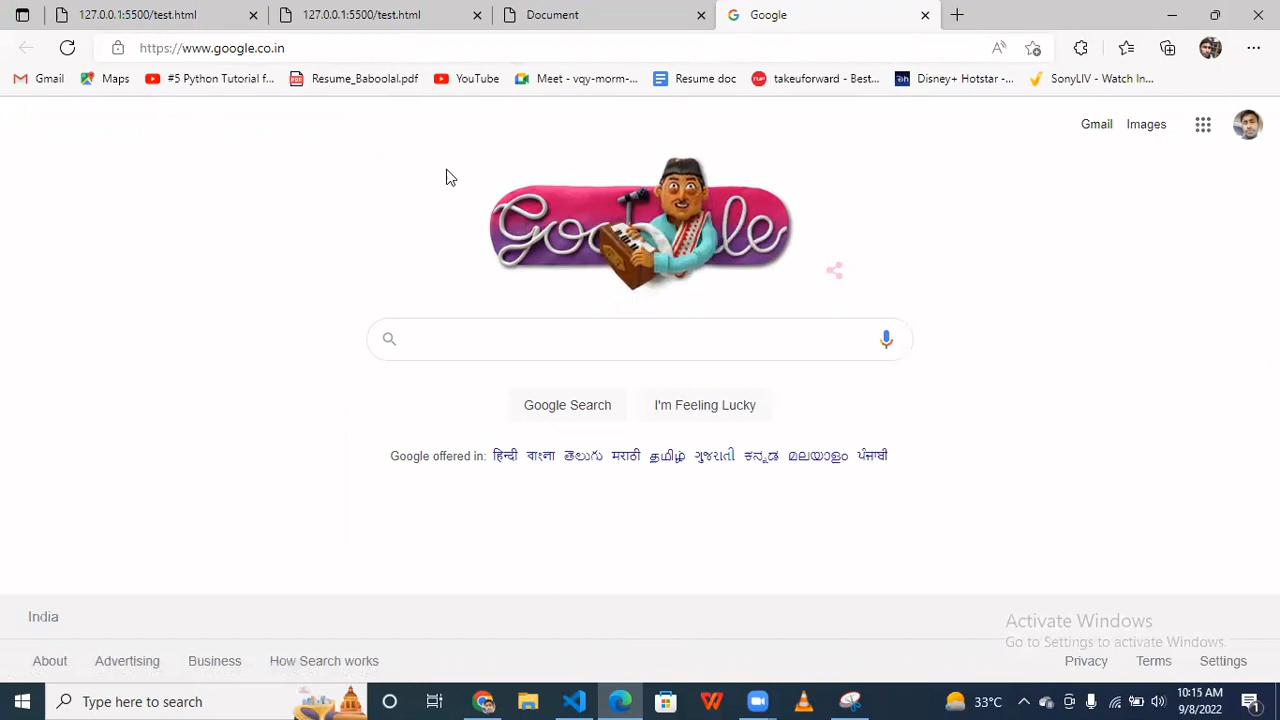 127.0.0.1:5500/test.html
127.0.0.1:5500/test.html
Document
Google
https://www.google.co.in
Gmail
Maps
#5 Python Tutorial f...
Resume_Baboolal.pdf
YouTube
Meet - vqy-morm-...
Resume doc
takeuforward - Best...
Disney+ Hotstar -...
SonyLIV - Watch In...
Gmail Images
Google
Google Search
I'm Feeling Lucky
Google offered in: हिन्दी বাংলা తెలుగు मराठी தமிழ் ગુજરાતી ಕನ್ನಡ മലയാളം ਪੰਜਾਬੀ
India
Activate Windows
Go to Settings to activate Windows.
About Advertising Business How Search works
Privacy Terms Settings
Type here to search
33°C
10:15 AM
9/8/2022